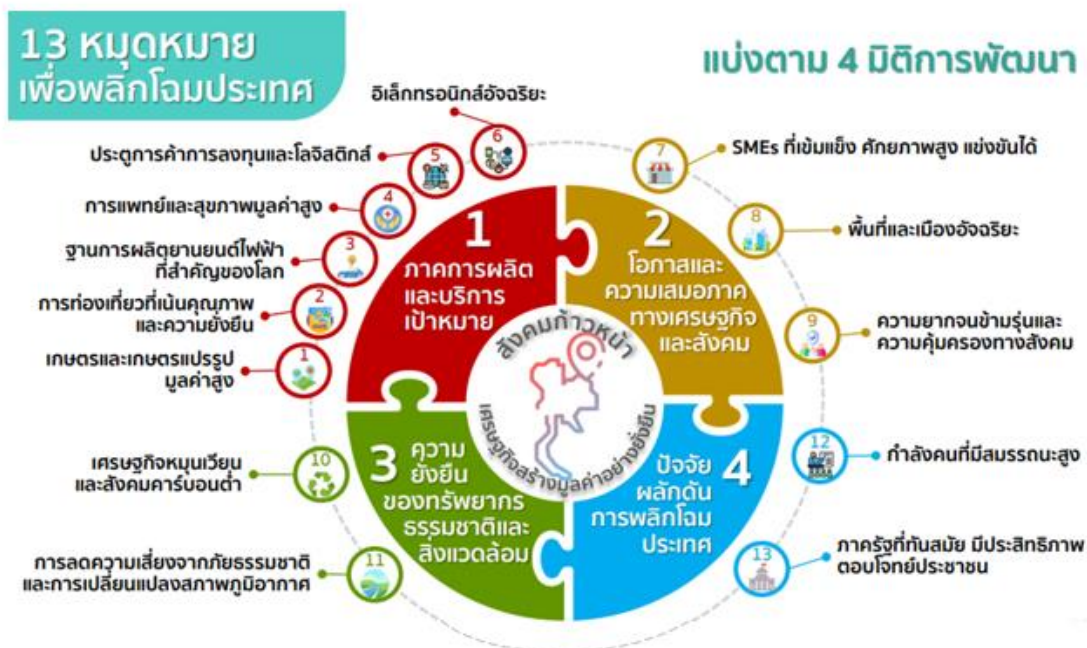 13 หมุดหมาย
เพื่อพลิกโฉมประเทศ
แบ่งตาม 4 มิติการพัฒนา
6
อิเล็กทรอนิกส์อัจฉริยะ
5
ประตูการค้าการลงทุนและโลจิสติกส์
4
การแพทย์และสุขภาพมูลค่าสูง
3
ฐานการผลิตยานยนต์ไฟฟ้า
ที่สำคัญของโลก
2
การท่องเที่ยวที่เน้นคุณภาพ
และความยั่งยืน
1
เกษตรและเกษตรแปรรูป
มูลค่าสูง
1
ภาคการผลิต
และบริการ
เป้าหมาย
2
โอกาสและ
ความเสมอภาค
ทางเศรษฐกิจ
และสังคม
7
SMEs ที่เข้มแข็ง ศักยภาพสูง แข่งขันได้
8
พื้นที่และเมืองอัจฉริยะ
9
ความยากจนข้ามรุ่นและ
ความคุ้มครองทางสังคม
สังคมก้าวหน้า
เศรษฐกิจสร้างมูลค่าอย่างยั่งยืน
3
ความ
ยั่งยืน
ของทรัพยากร
ธรรมชาติและ
สิ่งแวดล้อม
10
เศรษฐกิจหมุนเวียน
และสังคมคาร์บอนต่ำ
11
การลดความเสี่ยงจากภัยธรรมชาติ
และการเปลี่ยนแปลงสภาพภูมิอากาศ
4
ปัจจัย
ผลักดัน
การพลิกโฉม
ประเทศ
12
กำลังคนที่มีสมรรถนะสูง
13
ภาครัฐที่ทันสมัย มีประสิทธิภาพ
ตอบโจทย์ประชาชน